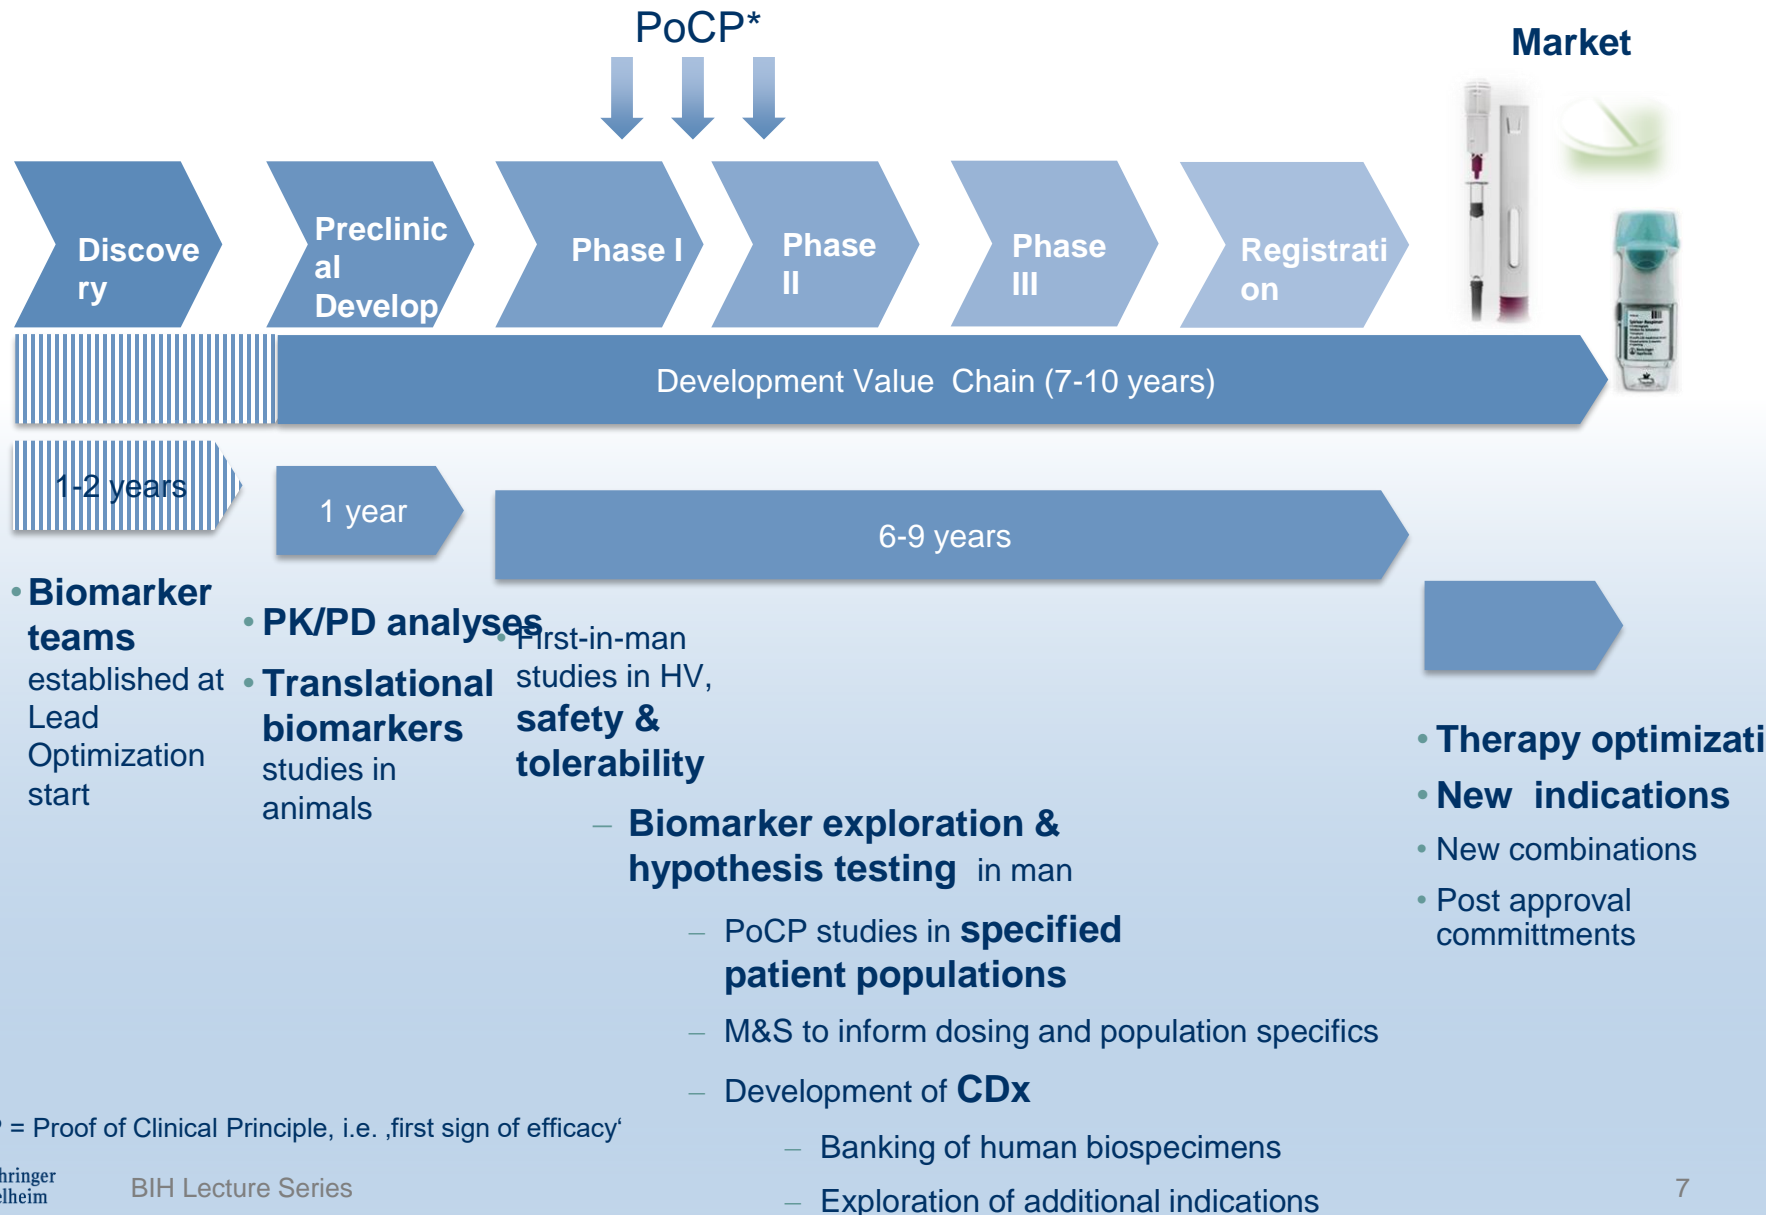 PoCP*
Market
Discove
ry
Preclinic
al
Develop
Phase I
Phase
II
Phase
III
Registrati
on
Development Value  Chain (7-10 years)
1-2 years
1 year
6-9 years
• Biomarker
teams
established at
Lead
Optimization
start
• PK/PD analyses
• Translational
biomarkers
studies in
animals
• First-in-man
studies in HV,
safety &
tolerability
– Biomarker exploration &
hypothesis testing  in man
– PoCP studies in specified
patient populations
– M&S to inform dosing and population specifics
– Development of CDx
– Banking of human biospecimens
– Exploration of additional indications
• Therapy optimizati
• New  indications
• New combinations
• Post approval
committments
= Proof of Clinical Principle, i.e. ‚first sign of efficacy‘
hringer
elheim
BIH Lecture Series
7